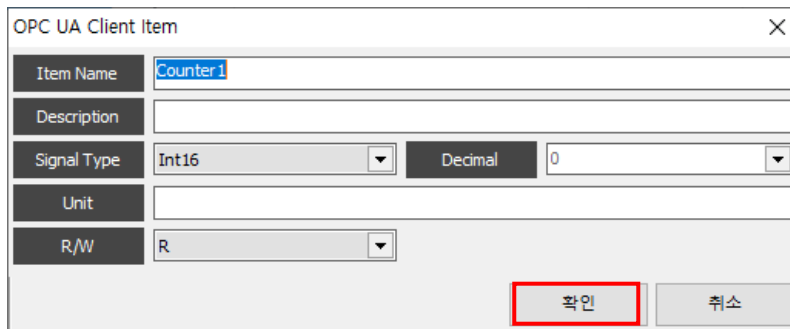 OPC UA Client Item
Item Name Counter1
Description
Signal Type Int16 Decimal 0
Unit
R/W R
확인 취소